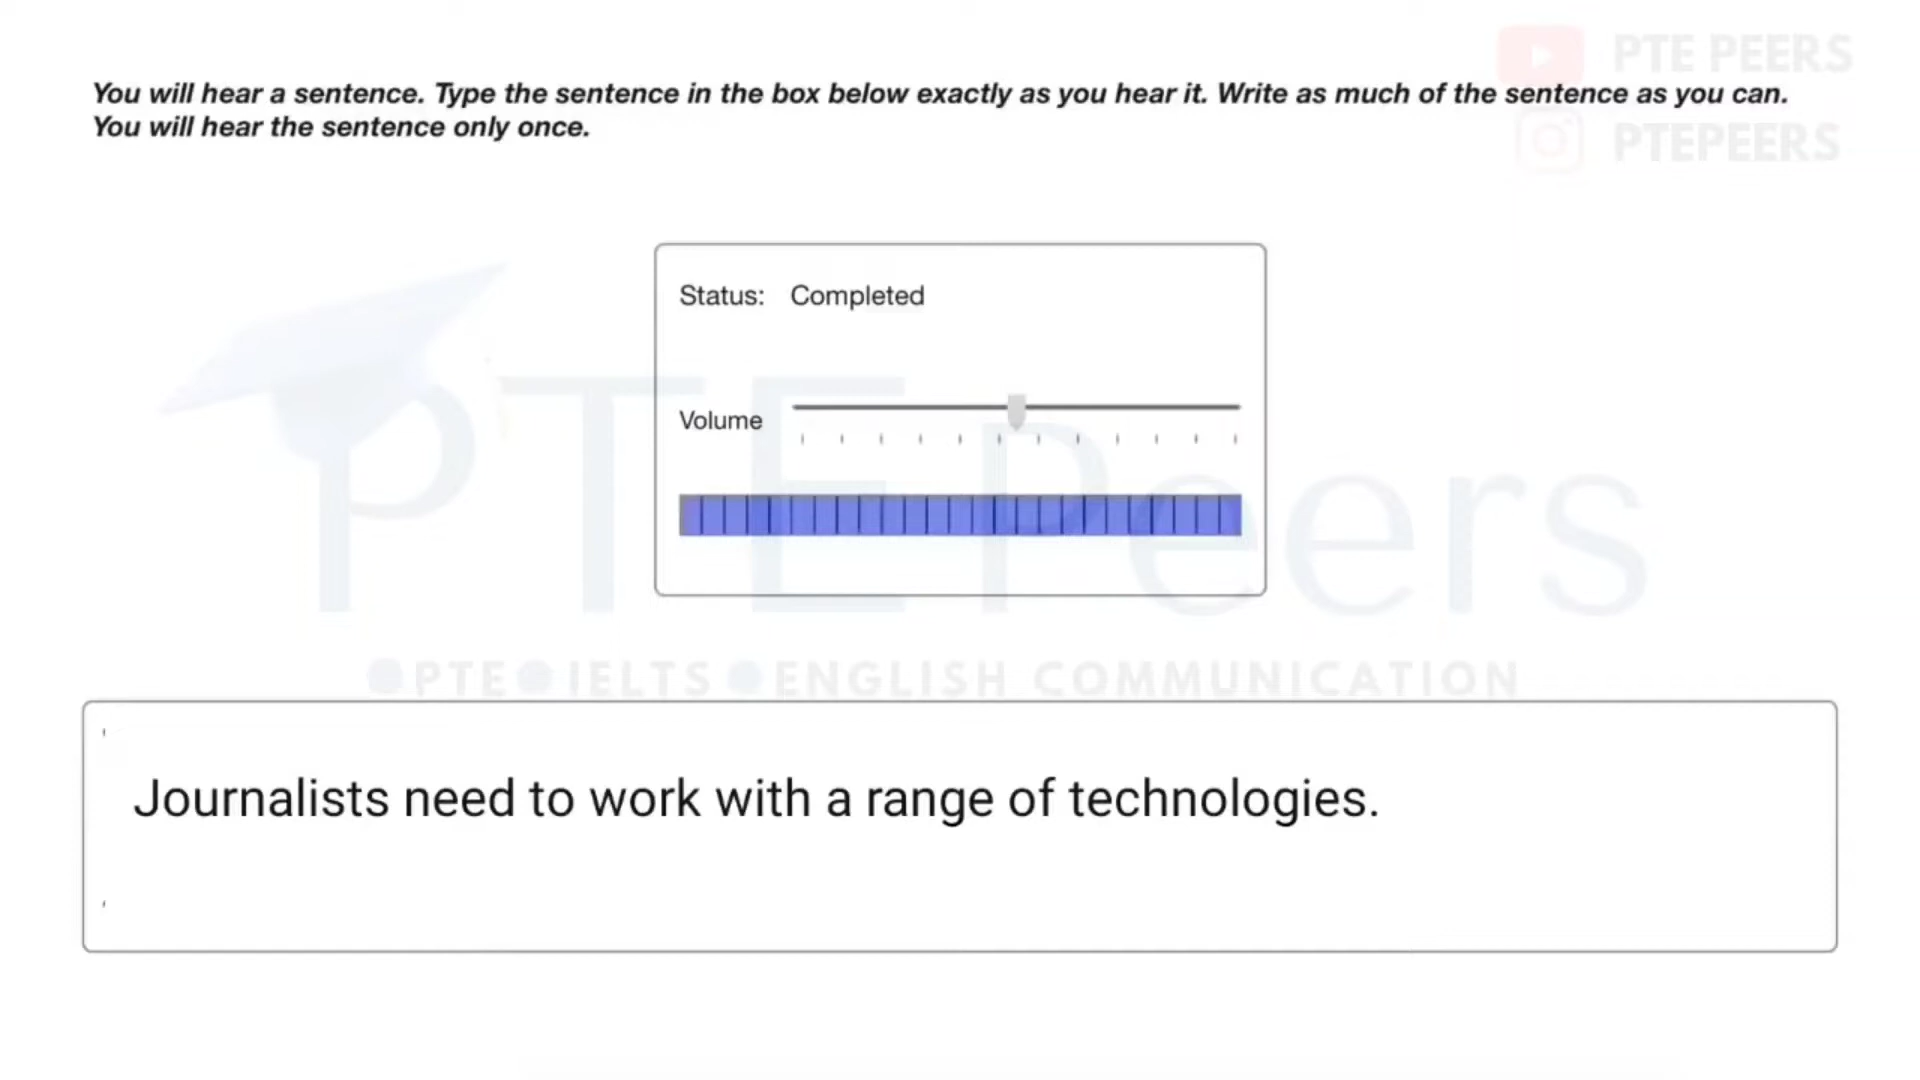 PTE PEERS
You will hear a sentence. Type the sentence in the box below exactly as you hear it. Write as much of the sentence as you can.
You will hear the sentence only once.
PTEPEERS
Status: Completed
Volume
PTE Peers
PTE IELTS ENGLISH COMMUNICATION
Journalists need to work with a range of technologies.